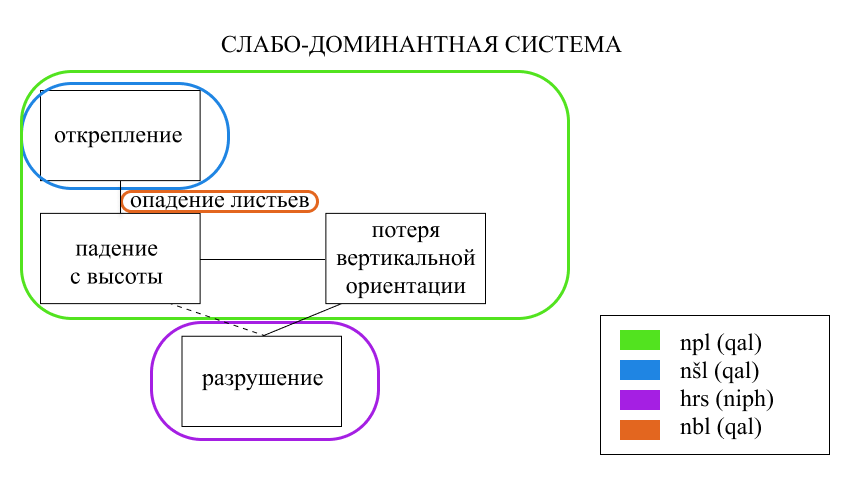 СЛАБО-ДОМИНАНТНАЯ СИСТЕМА
открепление
опадение листьев
падение
с высоты
потеря
вертикальной
ориентации
разрушение
npl (qal)
nšl (qal)
hrs (niph)
nbl (qal)